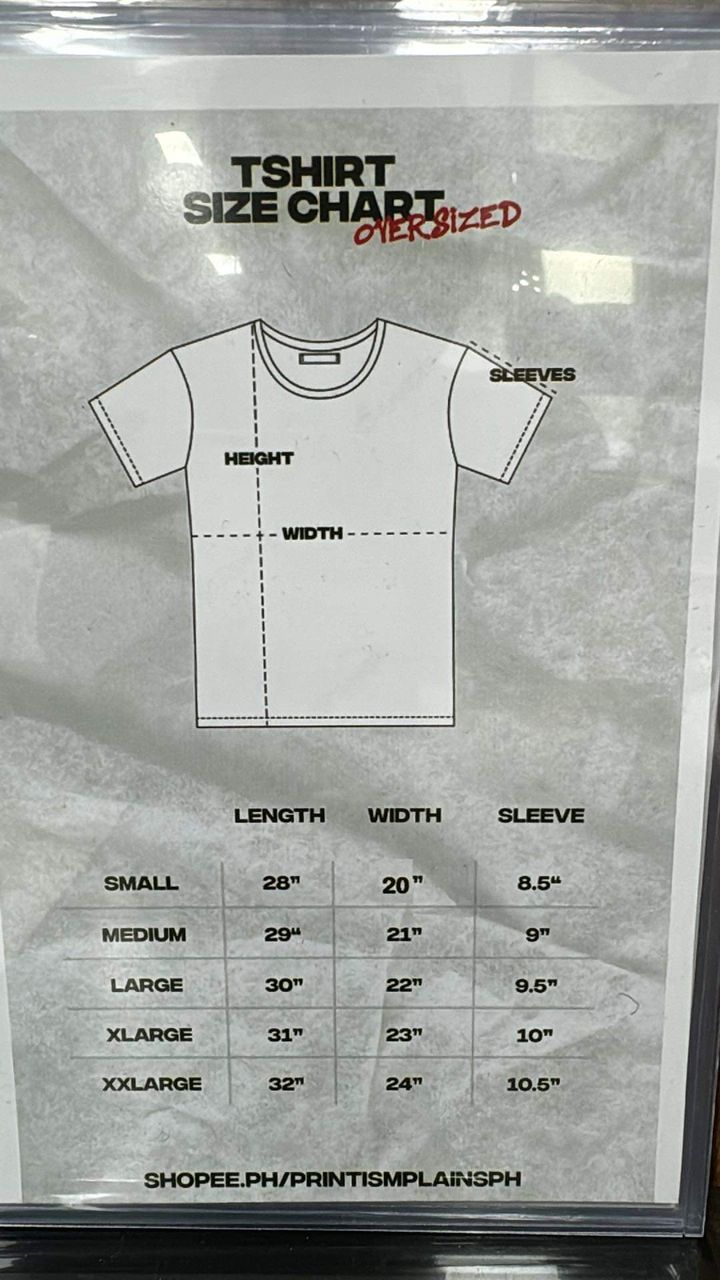 TSHIRT
SIZE CHART
OVERSIZED
SLEEVES
HEIGHT
WIDTH
LENGTH WIDTH SLEEVE
SMALL 28" 20" 8.5“
MEDIUM 29“ 21" 9"
LARGE 30" 22" 9.5"
XLARGE 31" 23" 10"
XXLARGE 32" 24" 10.5"
SHOPEE.PH/PRINTISMPLAINSPH